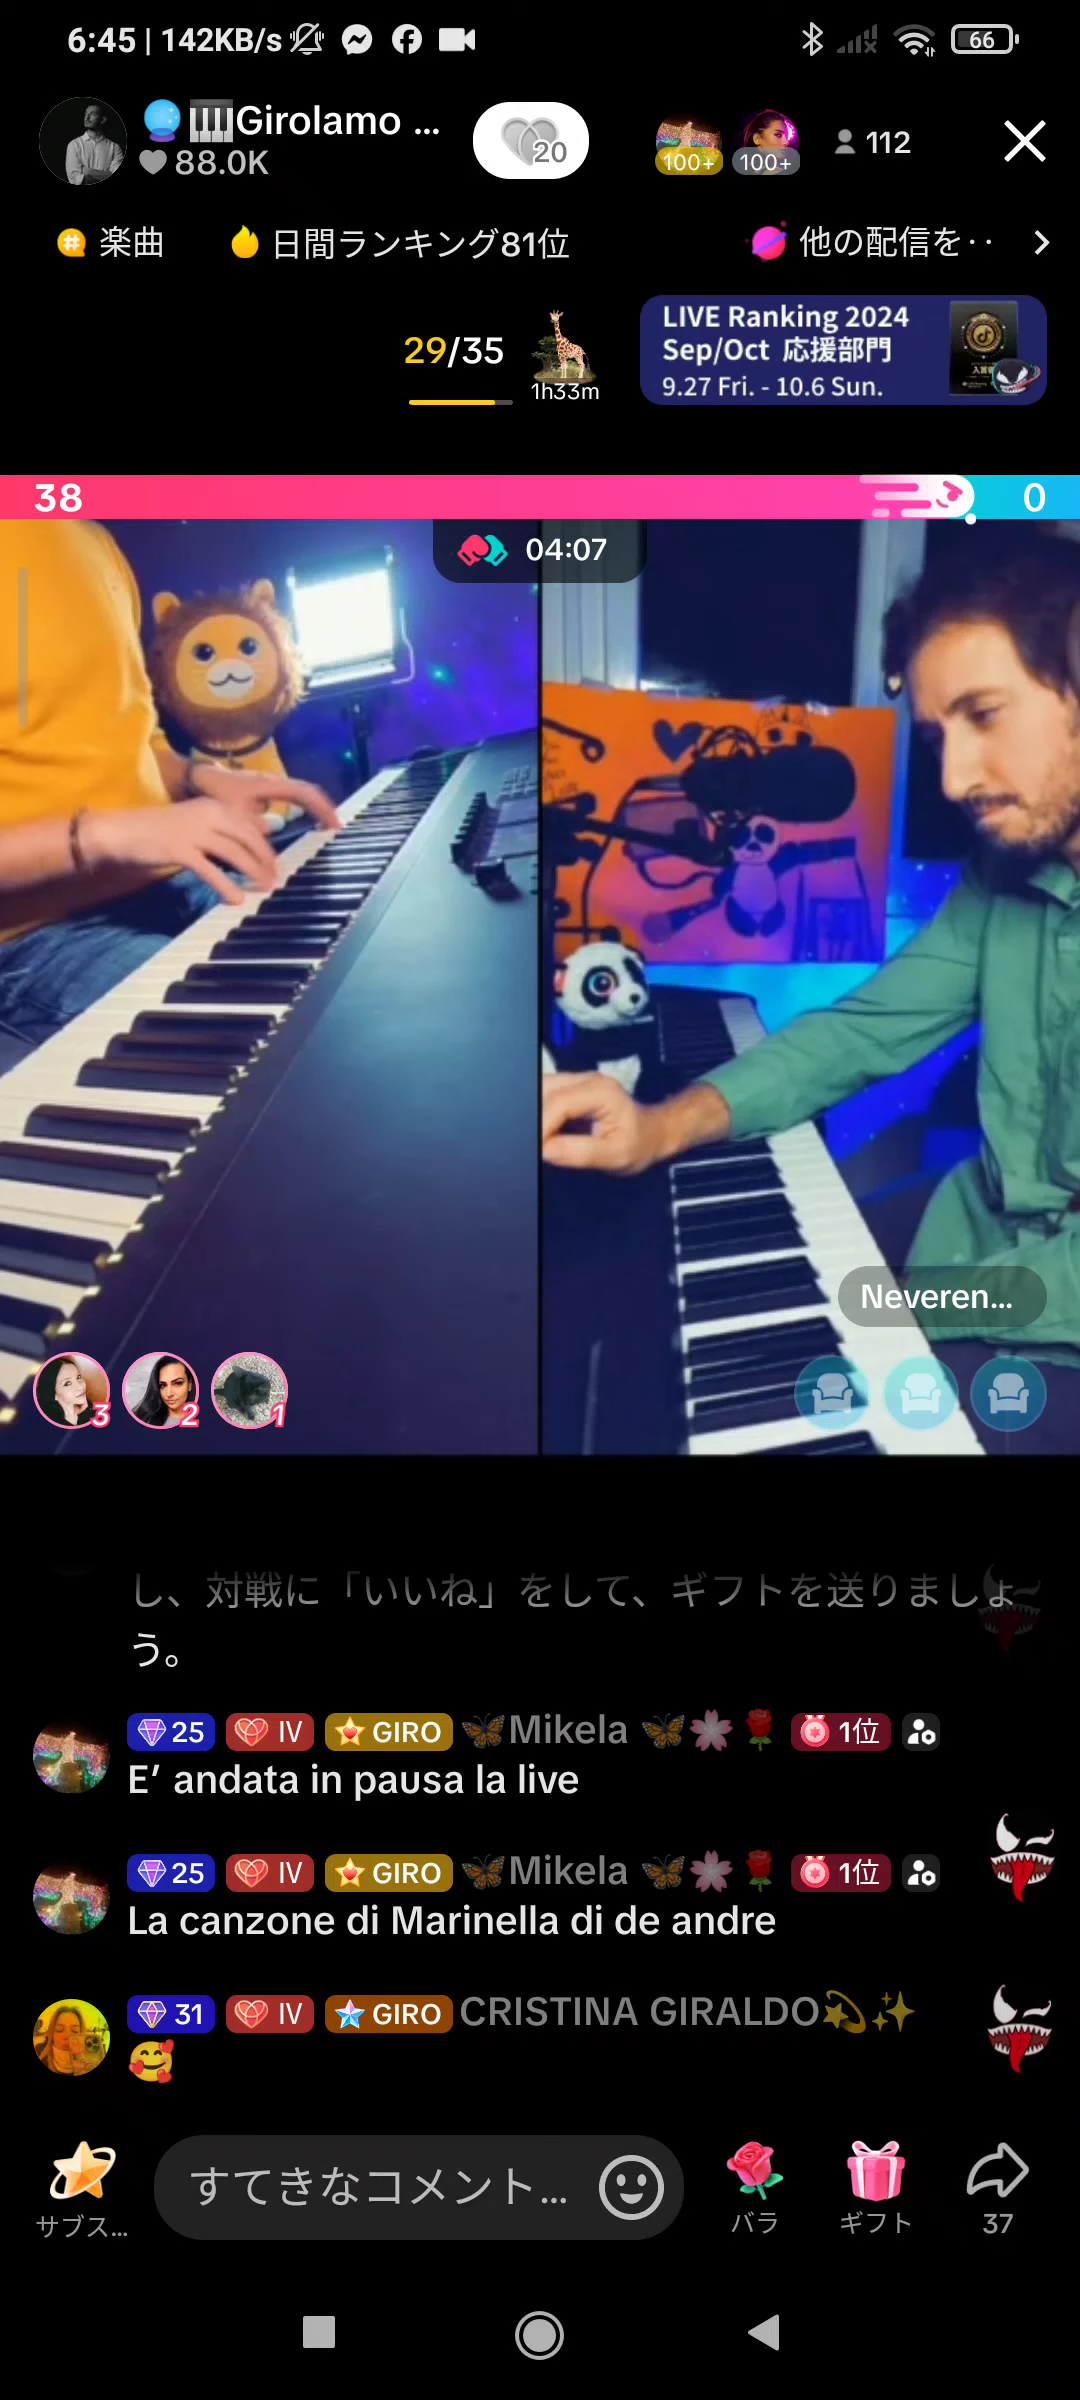 6:45 | 142KB/s
66
Girolamo ...
88.0K
20
100+
100+
112
楽曲
日間ランキング81位
他の配信を‥
29/35
1h33m
LIVE Ranking 2024
Sep/Oct 応援部門
9.27 Fri. - 10.6 Sun.
38
0
04:07
Neveren...
3
2
1
し、対戦に「いいね」をして、ギフトを送りましょ
う。
25 IV GIRO Mikela 1位
E’ andata in pausa la live
25 IV GIRO Mikela 1位
La canzone di Marinella di de andre
31 IV GIRO CRISTINA GIRALDO
サブス...
すてきなコメント...
バラ
ギフト
37